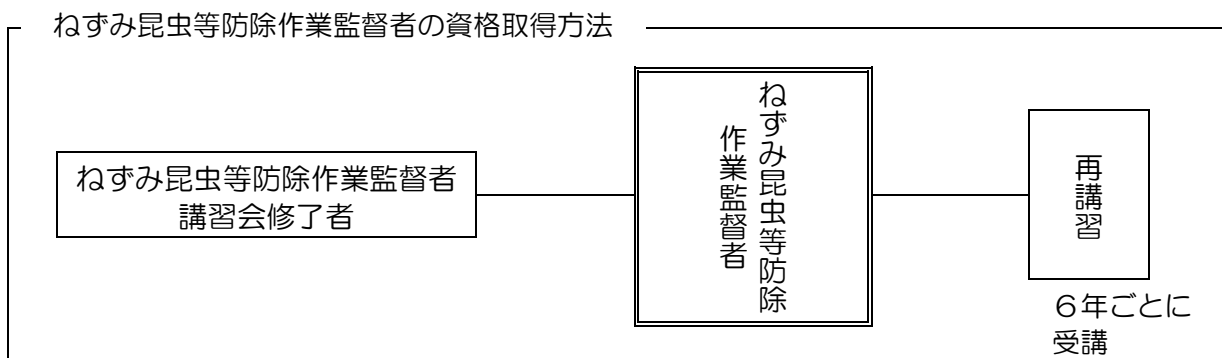 ねずみ昆虫等防除作業監督者の資格取得方法
ねずみ昆虫等防除作業監督者
講習会修了者
ねずみ昆虫等防除
作業監督者
再講習
６年ごとに
受講